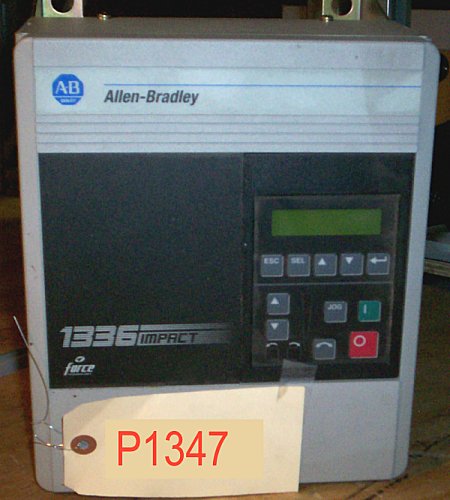 AB
Allen-Bradley
ESC SEL
JOG I
O
1336 IMPACT
force
P1347